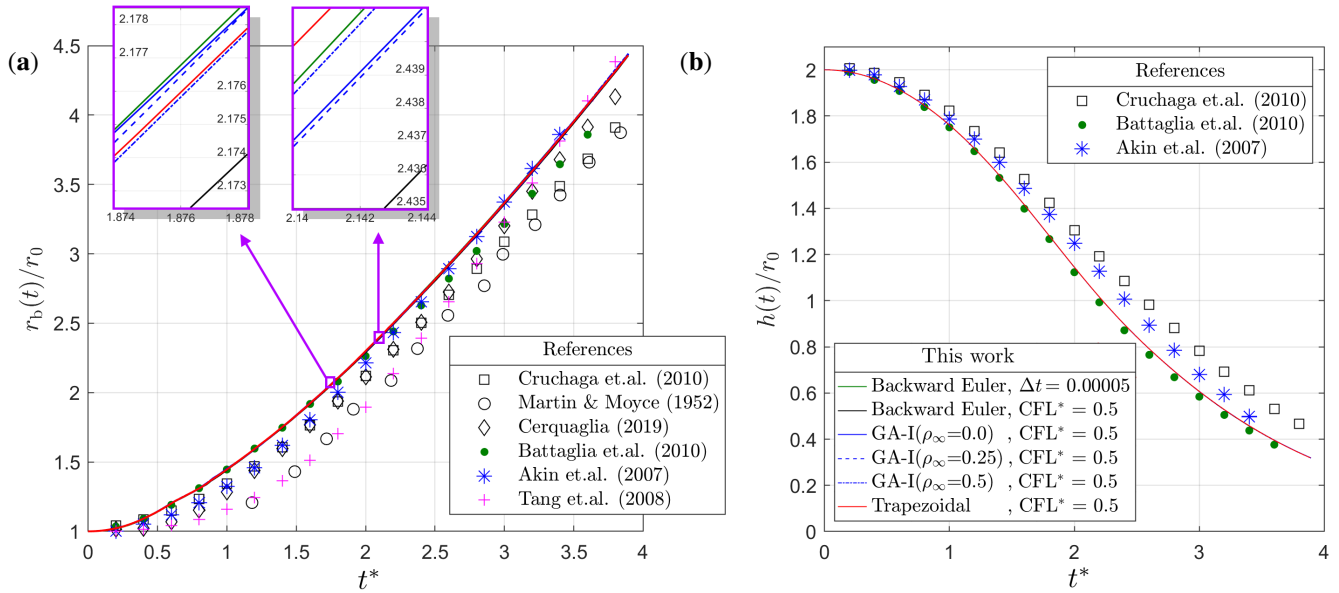 (a)
2.178
2.177
2.176
2.175
2.174
2.173
1.874 1.876 1.878
2.439
2.438
2.437
2.436
2.435
2.14 2.142 2.144
4.5
4
3.5
3
2.5
2
1.5
1
r_b(t)/r_0
0 0.5 1 1.5 2 2.5 3 3.5 4
t*
References
Cruchaga et.al. (2010)
Martin & Moyce (1952)
Cerquaglia (2019)
Battaglia et.al. (2010)
Akin et.al. (2007)
Tang et.al. (2008)
(b)
2
1.8
1.6
1.4
1.2
1
0.8
0.6
0.4
0.2
0
h(t)/r_0
0 1 2 3 4
t*
References
Cruchaga et.al. (2010)
Battaglia et.al. (2010)
Akin et.al. (2007)
This work
Backward Euler, Δt = 0.00005
Backward Euler, CFL* = 0.5
GA-I(ρ∞=0.0) , CFL* = 0.5
GA-I(ρ∞=0.25) , CFL* = 0.5
GA-I(ρ∞=0.5) , CFL* = 0.5
Trapezoidal , CFL* = 0.5